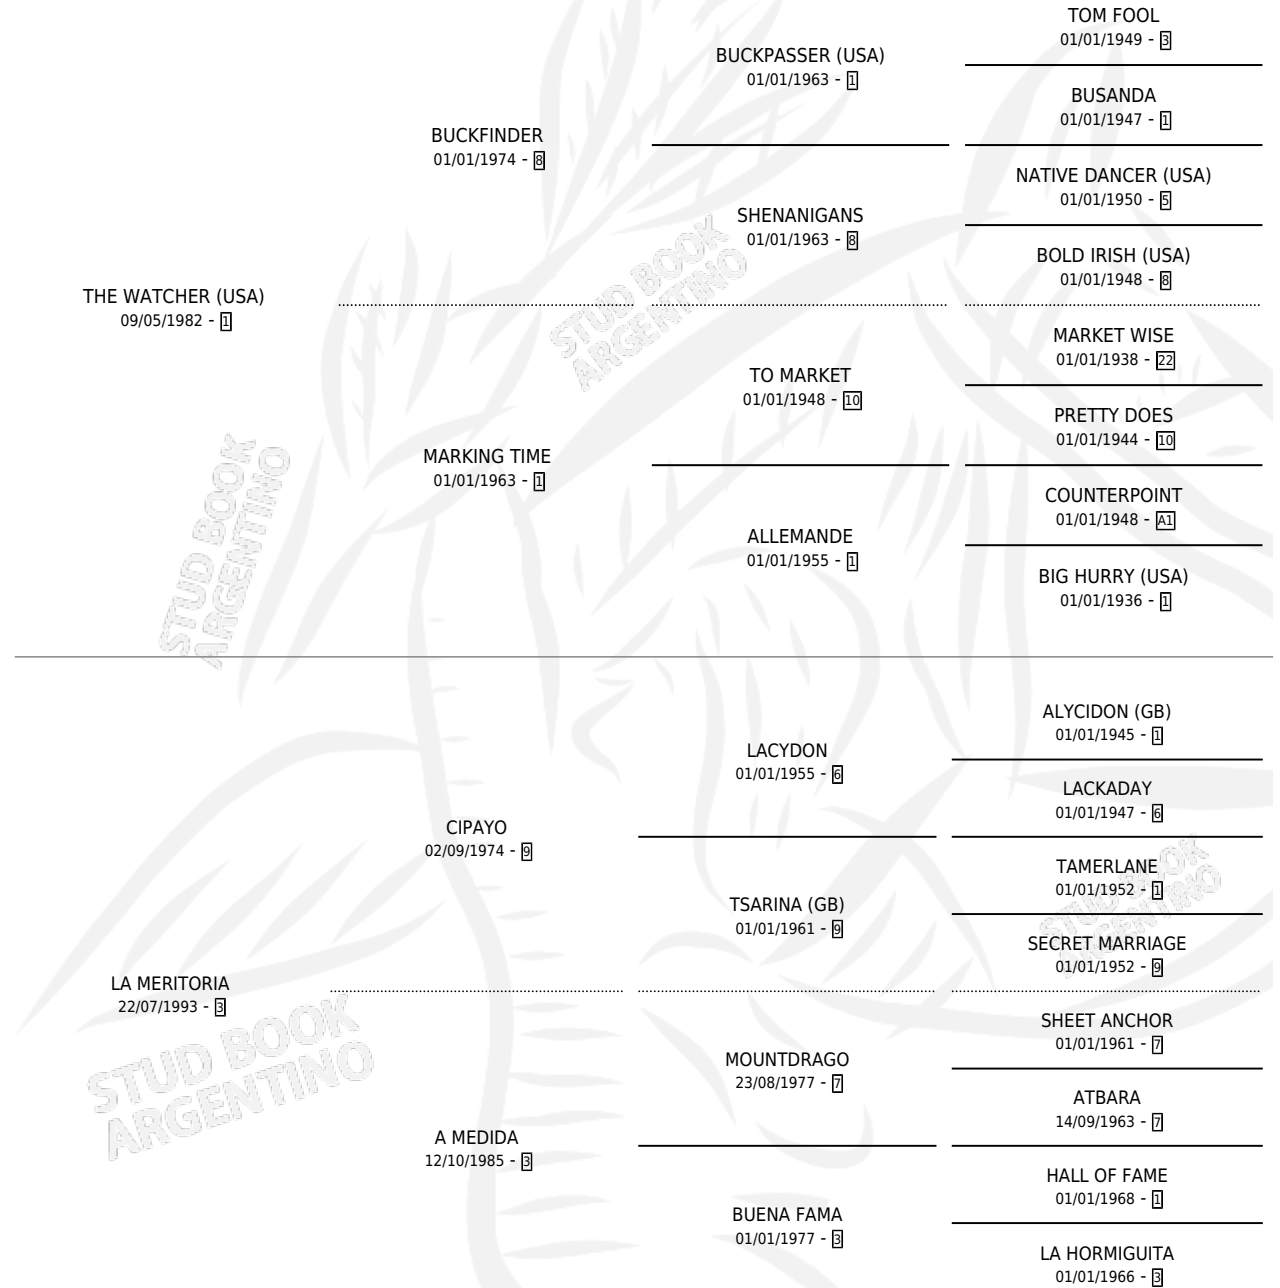 TOM FOOL
01/01/1949 - 3
BUCKPASSER (USA)
01/01/1963 - 1
BUSANDA
01/01/1947 - 1
BUCKFINDER
01/01/1974 - 8
NATIVE DANCER (USA)
01/01/1950 - 5
SHENANIGANS
01/01/1963 - 8
BOLD IRISH (USA)
01/01/1948 - 8
THE WATCHER (USA)
09/05/1982 - 1
STUD BOOK
ARGENTINO
MARKET WISE
01/01/1938 - 22
TO MARKET
01/01/1948 - 10
PRETTY DOES
01/01/1944 - 10
MARKING TIME
01/01/1963 - 1
COUNTERPOINT
01/01/1948 - A1
ALLEMANDE
01/01/1955 - 1
BIG HURRY (USA)
01/01/1936 - 1
STUD BOOK
ARGENTINO
ALYCIDON (GB)
01/01/1945 - 1
LACYDON
01/01/1955 - 6
LACKADAY
01/01/1947 - 6
CIPAYO
02/09/1974 - 9
TAMERLANE
01/01/1952 - 1
TSARINA (GB)
01/01/1961 - 9
SECRET MARRIAGE
01/01/1952 - 9
STUD BOOK
ARGENTINO
LA MERITORIA
22/07/1993 - 3
SHEET ANCHOR
01/01/1961 - 7
MOUNTDRAGO
23/08/1977 - 7
ATBARA
14/09/1963 - 7
STUD BOOK
ARGENTINO
A MEDIDA
12/10/1985 - 3
HALL OF FAME
01/01/1968 - 1
BUENA FAMA
01/01/1977 - 3
LA HORMIGUITA
01/01/1966 - 3